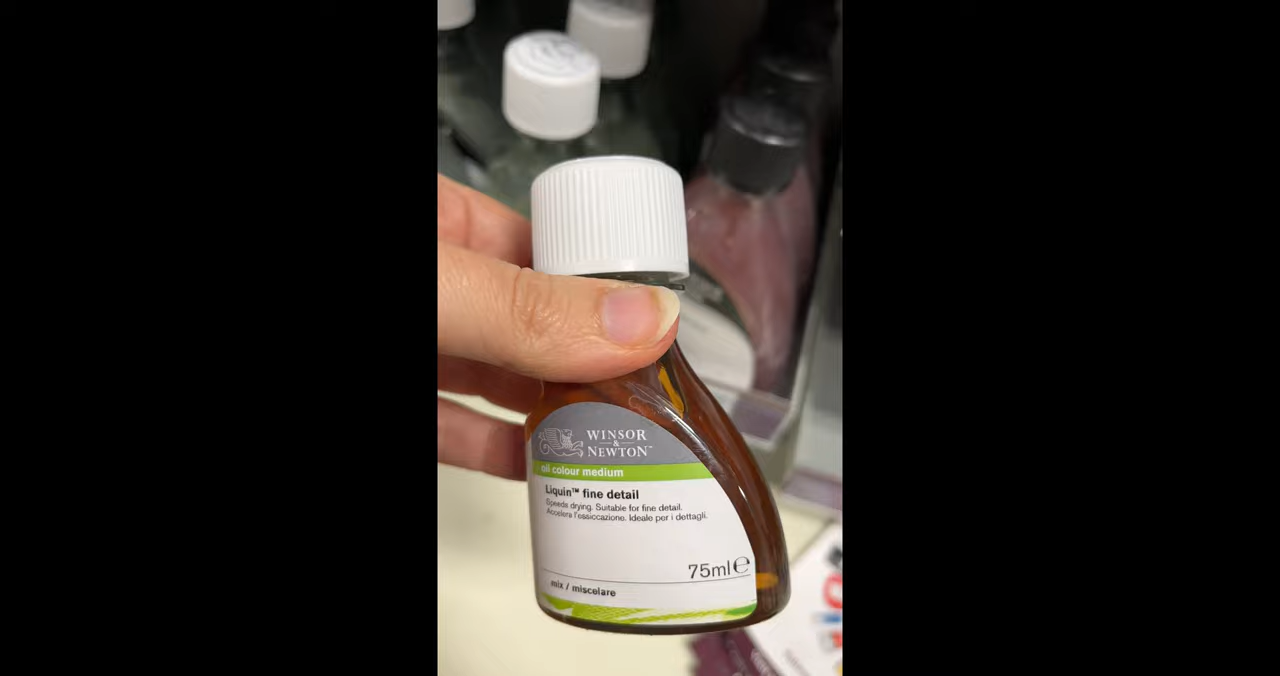 WINSOR
&
NEWTON™
oil colour medium
Liquin™ fine detail
Speeds drying. Suitable for fine detail.
Accelera l'essiccazione. Ideale per i dettagli.
75ml℮
mix / miscelare